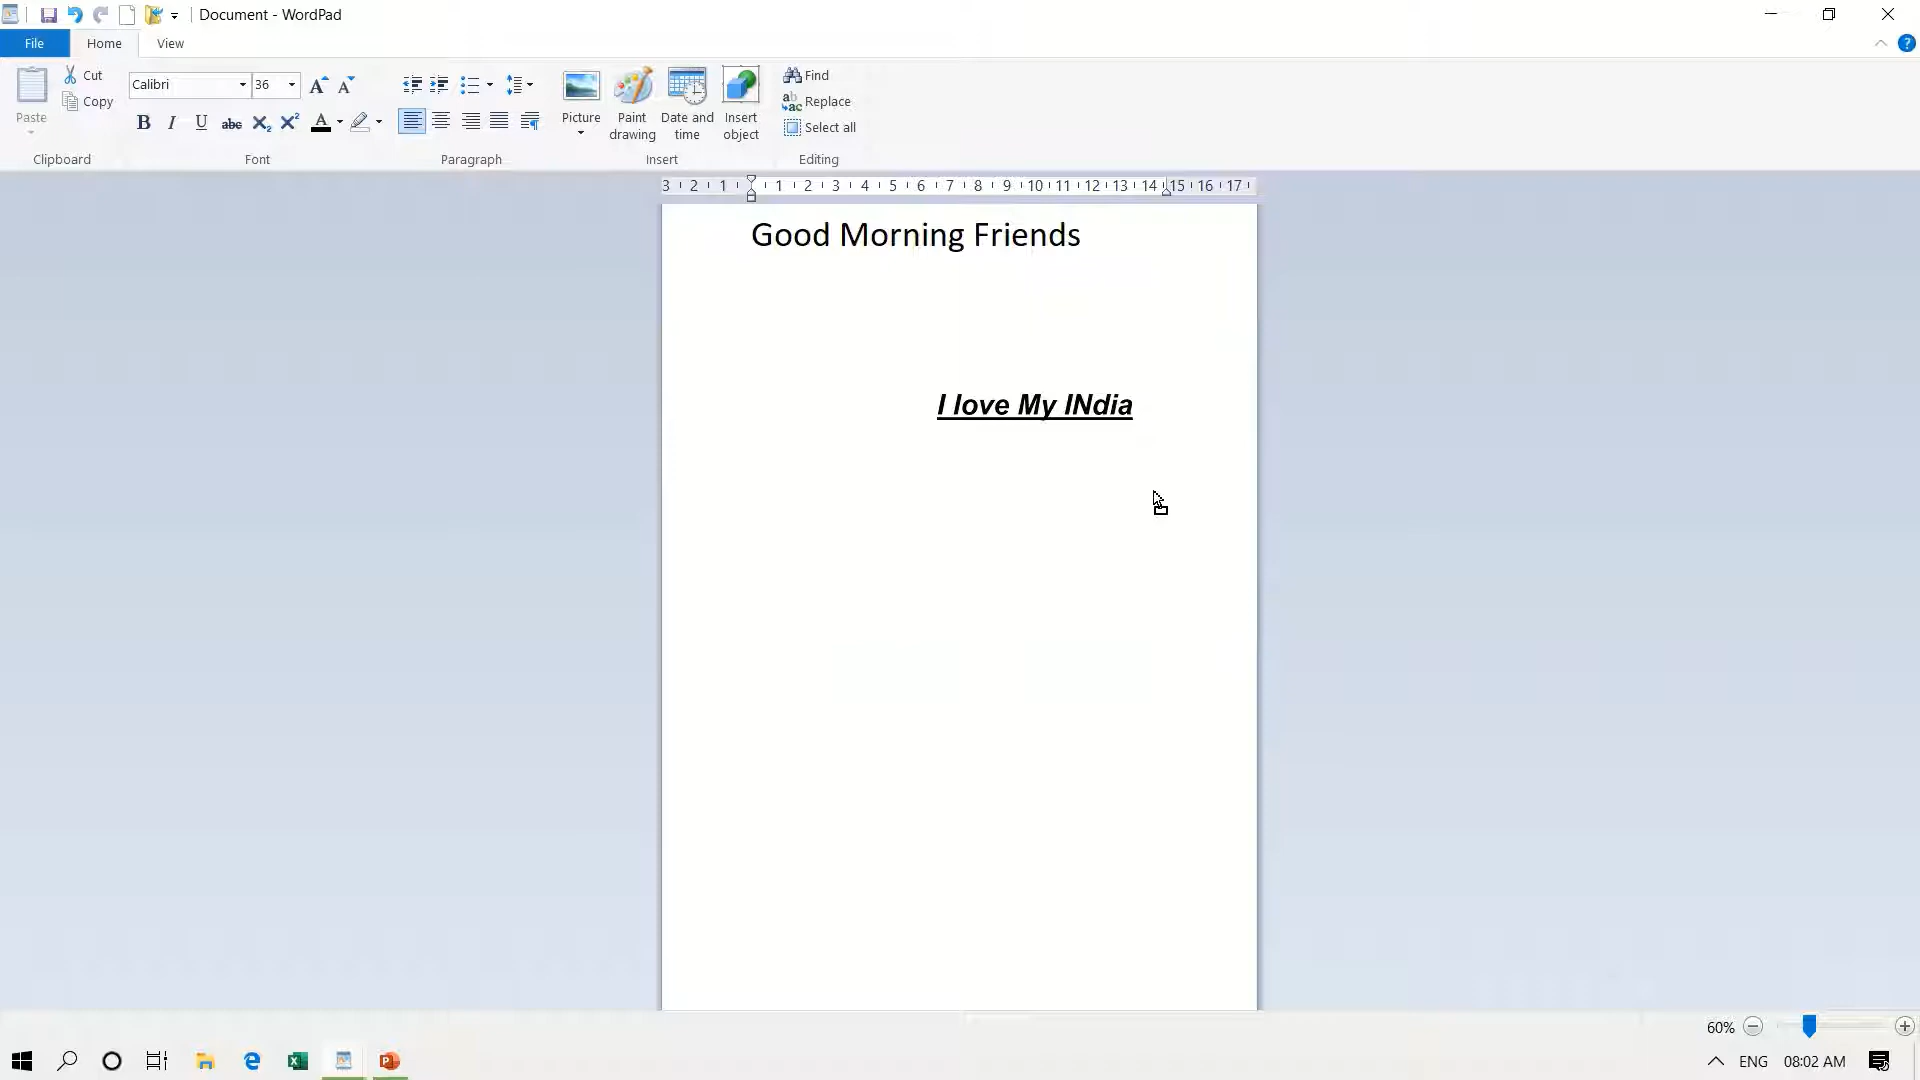 Document - WordPad
File Home View
Paste Cut Copy Clipboard
Calibri 36
B I U abc X₂ X² A
Font
Paragraph
Picture Paint drawing Date and time Insert object
Insert
Find
Replace
Select all
Editing
3 2 1 1 2 3 4 5 6 7 8 9 10 11 12 13 14 15 16 17
Good Morning Friends
I love My INdia
60%
ENG 08:02 AM